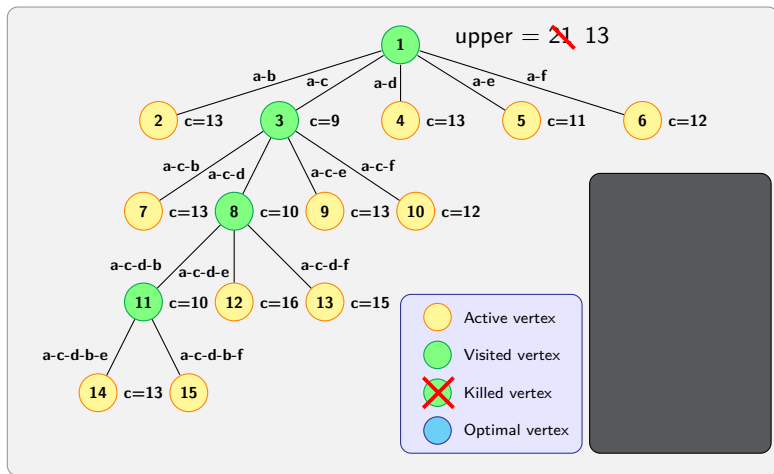 upper = 21 13
1
a-b
a-c
a-d
a-e
a-f
2 c=13 3 c=9 4 c=13 5 c=11 6 c=12
a-c-b
a-c-d
a-c-e
a-c-f
7 c=13 8 c=10 9 c=13 10 c=12
a-c-d-b
a-c-d-e
a-c-d-f
11 c=10 12 c=16 13 c=15
a-c-d-b-e
a-c-d-b-f
14 c=13 15
Active vertex
Visited vertex
Killed vertex
Optimal vertex